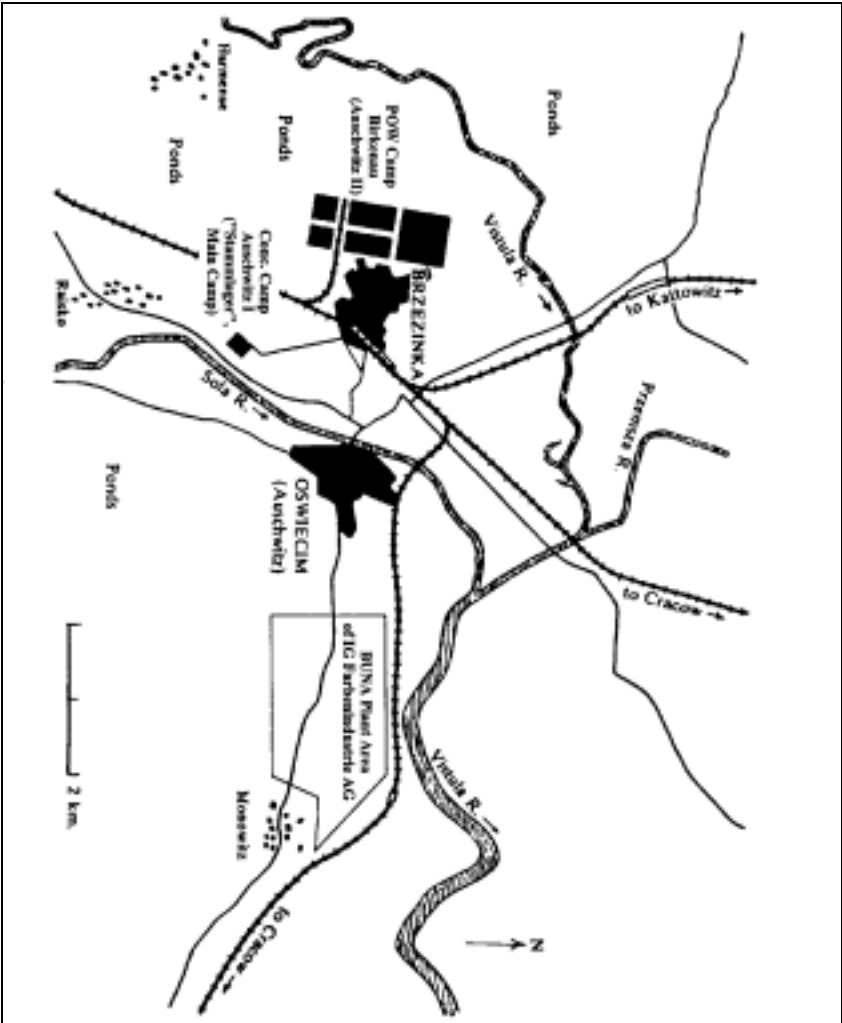 to Kattowitz →
to Cracow →
Przemsza R.
Ponds
Vistula R. →
N
Vistula R. →
BRZEZINKA
POW Camp
Birkenau
(Auschwitz II)
BUNA Plant Area
of IG Farbenindustrie AG
OSWIECIM
(Auschwitz)
Ponds
to Cracow →
Conc. Camp
Auschwitz I
("Stammlager",
Main Camp)
Sola R. →
Monowitz
Harmense
Ponds
Ponds
Raisko
2 km.